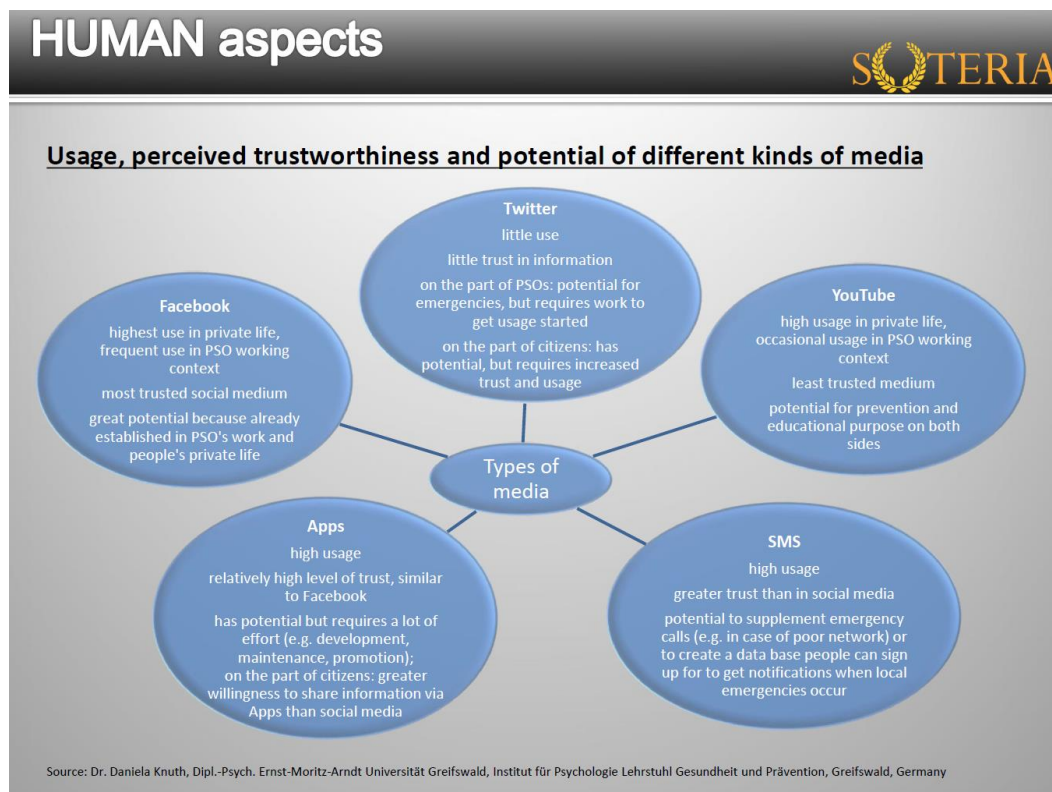 HUMAN aspects
SOTERIA
Usage, perceived trustworthiness and potential of different kinds of media
Twitter
little use
little trust in information
on the part of PSOs: potential for
emergencies, but requires work to
get usage started
on the part of citizens: has
potential, but requires increased
trust and usage
Facebook
highest use in private life,
frequent use in PSO working
context
most trusted social medium
great potential because already
established in PSO's work and
people's private life
YouTube
high usage in private life,
occasional usage in PSO working
context
least trusted medium
potential for prevention and
educational purpose on both
sides
Types of
media
Apps
high usage
relatively high level of trust, similar
to Facebook
has potential but requires a lot of
effort (e.g. development,
maintenance, promotion);
on the part of citizens: greater
willingness to share information via
Apps than social media
SMS
high usage
greater trust than in social media
potential to supplement emergency
calls (e.g. in case of poor network) or
to create a data base people can sign
up for to get notifications when local
emergencies occur
Source: Dr. Daniela Knuth, Dipl.-Psych. Ernst-Moritz-Arndt Universität Greifswald, Institut für Psychologie Lehrstuhl Gesundheit und Prävention, Greifswald, Germany